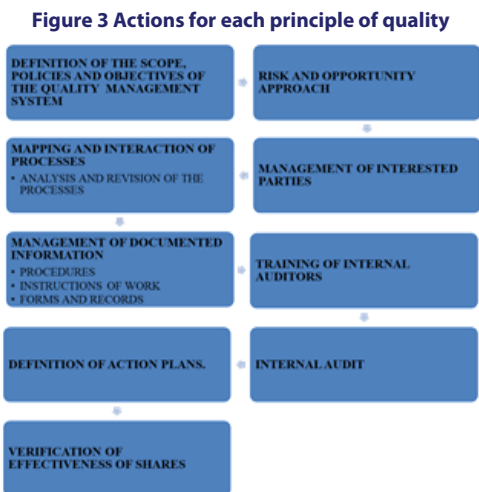 Figure 3 Actions for each principle of quality
DEFINITION OF THE SCOPE,
POLICIES AND OBJECTIVES OF
THE QUALITY MANAGEMENT
SYSTEM
RISK AND OPPORTUNITY
APPROACH
MAPPING AND INTERACTION OF
PROCESSES
• ANALYSIS AND REVISION OF THE
PROCESSES
MANAGEMENT OF INTERESTED
PARTIES
MANAGEMENT OF DOCUMENTED
INFORMATION
• PROCEDURES
• INSTRUCTIONS OF WORK
• FORMS AND RECORDS
TRAINING OF INTERNAL
AUDITORS
DEFINITION OF ACTION PLANS.
INTERNAL AUDIT
VERIFICATION OF
EFFECTIVENESS OF SHARES